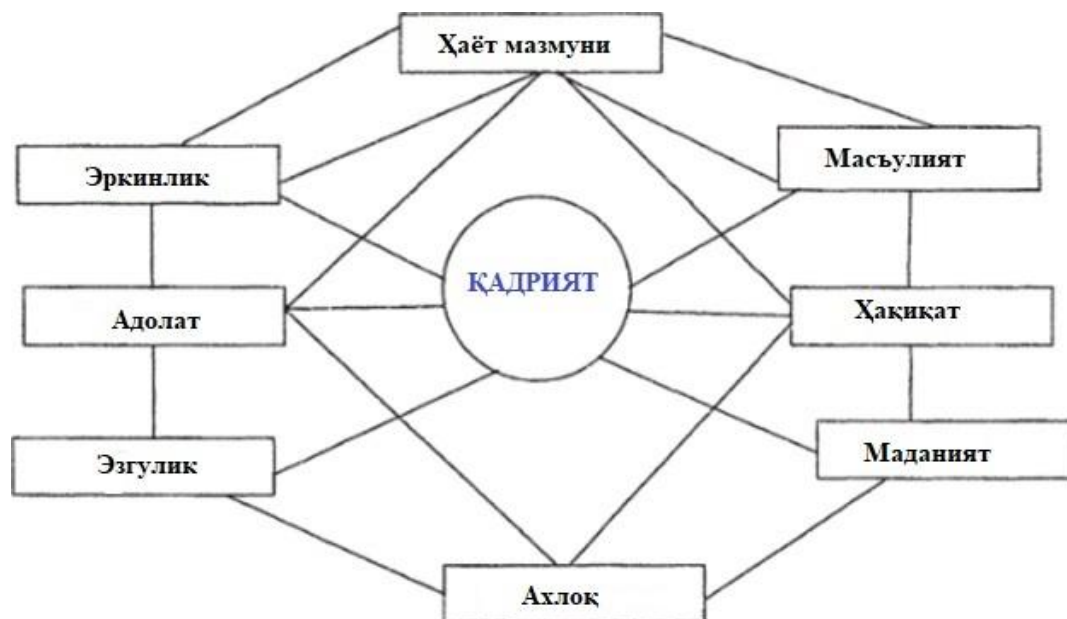 Ҳаёт мазмуни
Эркинлик
Масъулият
ҚАДРИЯТ
Адолат
Ҳақиқат
Эзгулик
Маданият
Ахлоқ